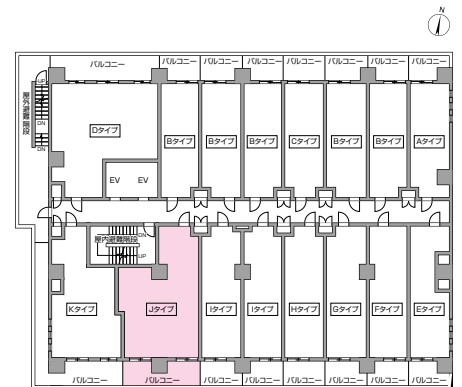 N
バルコニー
バルコニー
バルコニー
バルコニー
バルコニー
バルコニー
バルコニー
バルコニー
屋外避難階段
UP
DN
DN
Dタイプ
Bタイプ
Bタイプ
Bタイプ
Cタイプ
Bタイプ
Bタイプ
Aタイプ
EV
EV
屋内避難階段
DN
UP
Kタイプ
Jタイプ
Iタイプ
Iタイプ
Hタイプ
Gタイプ
Fタイプ
Eタイプ
バルコニー
バルコニー
バルコニー
バルコニー
バルコニー
バルコニー
バルコニー
バルコニー